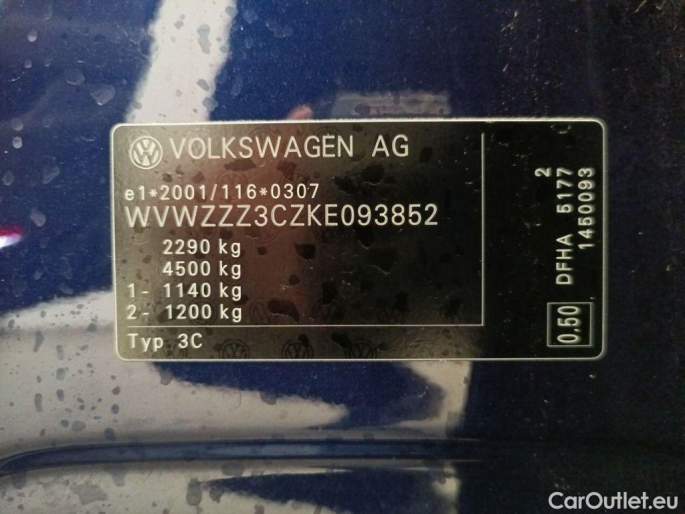 VOLKSWAGEN AG
e1*2001/116*0307
WVWZZZ3CZKE093852
2290 kg
4500 kg
1- 1140 kg
2- 1200 kg
Typ 3C
2
DFHA 5177
1450093
0.50
CarOutlet.eu